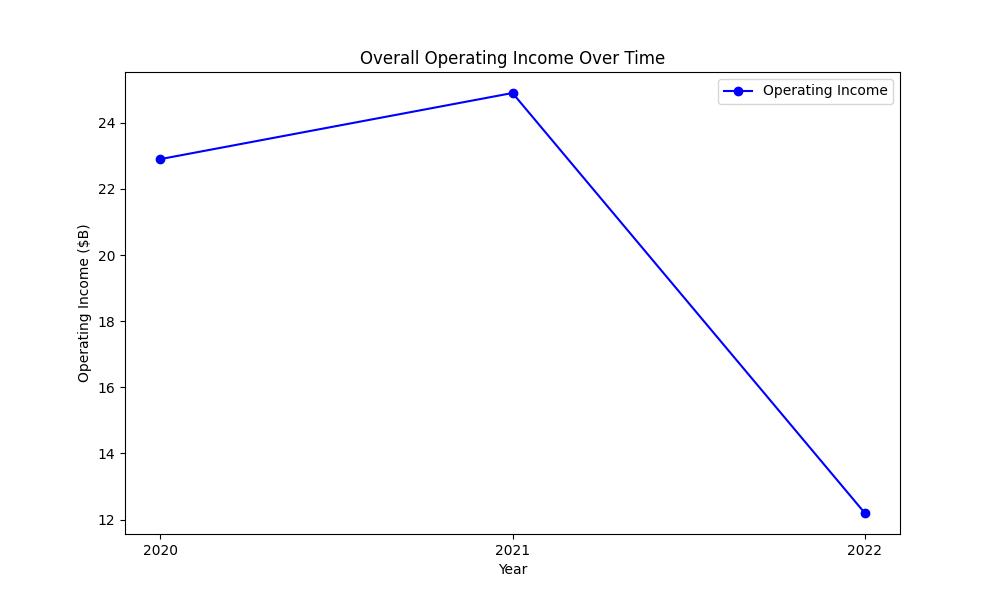 Overall Operating Income Over Time
Operating Income
Operating Income ($B)
24
22
20
18
16
14
12
2020
2021
2022
Year